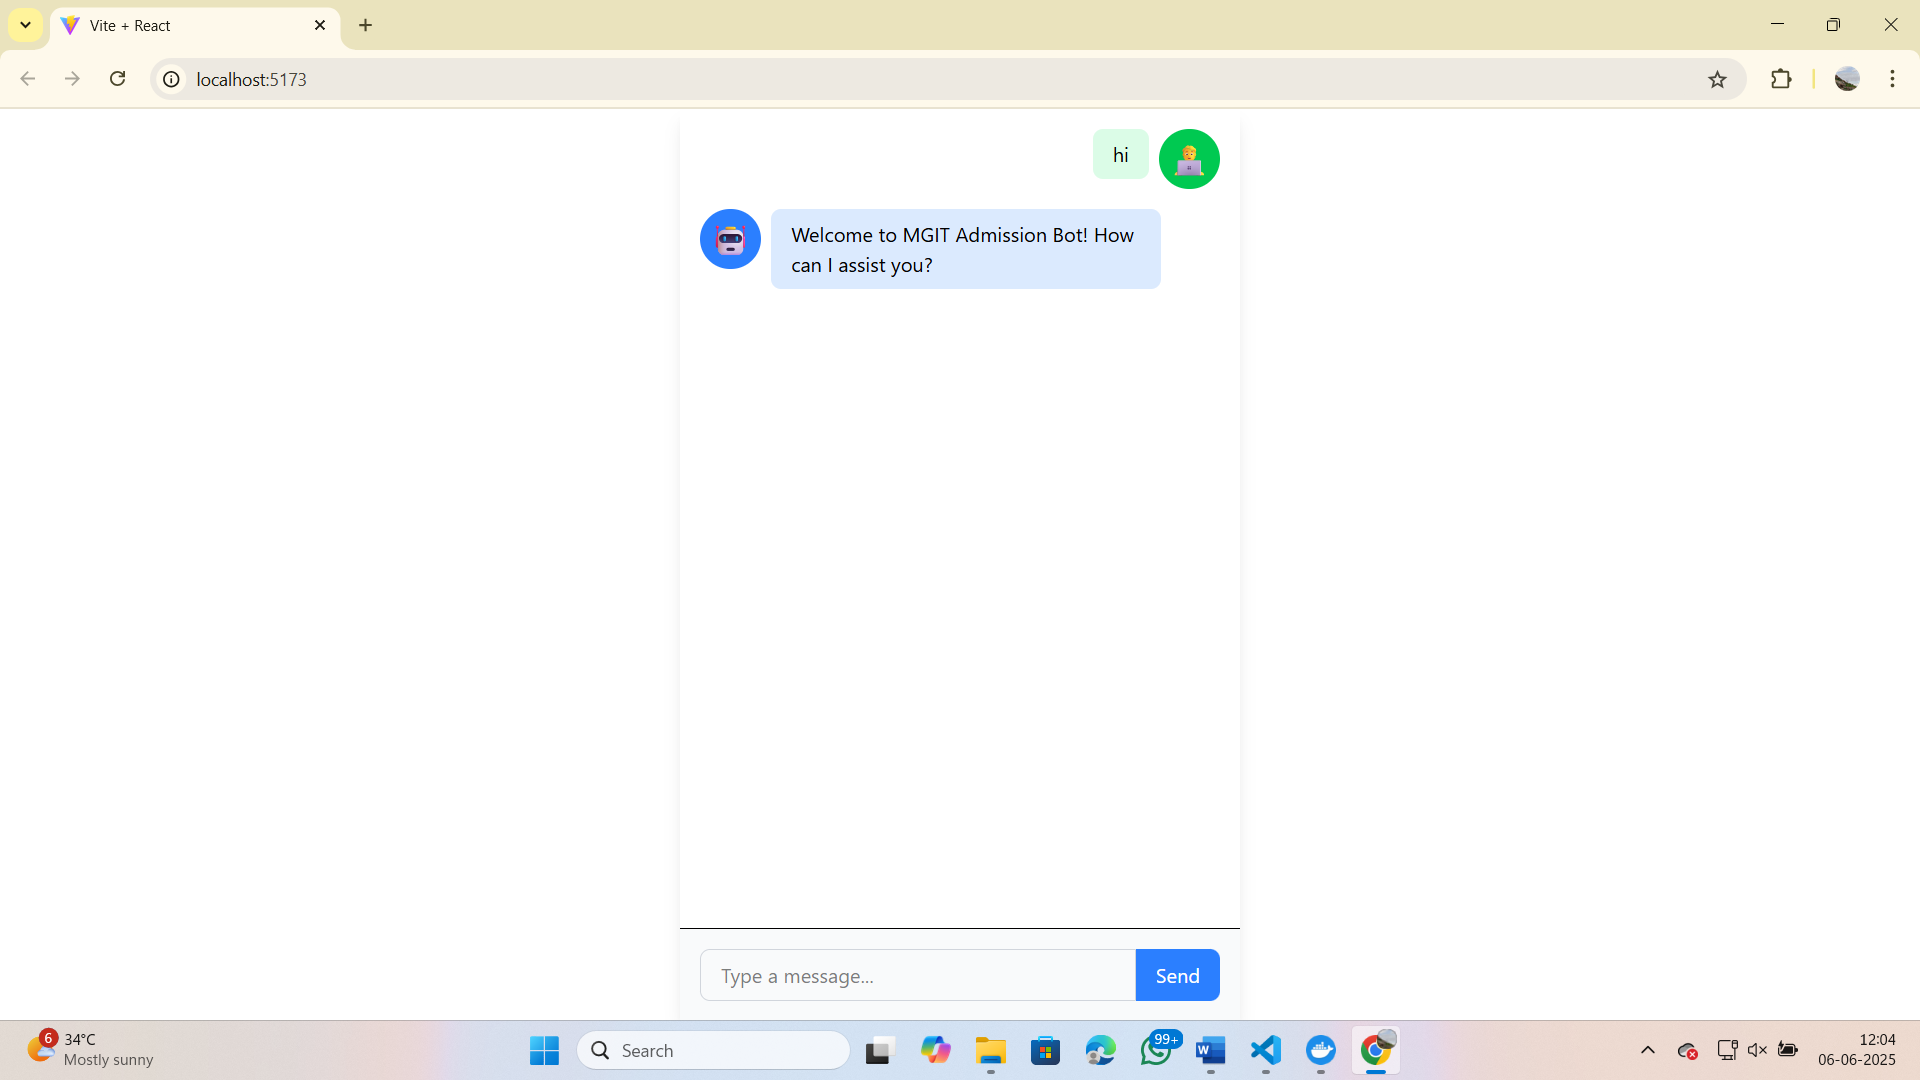 Vite + React
localhost:5173
hi
Welcome to MGIT Admission Bot! How
can I assist you?
Type a message...
Send
6
34°C
Mostly sunny
Search
99+
W
12:04
06-06-2025